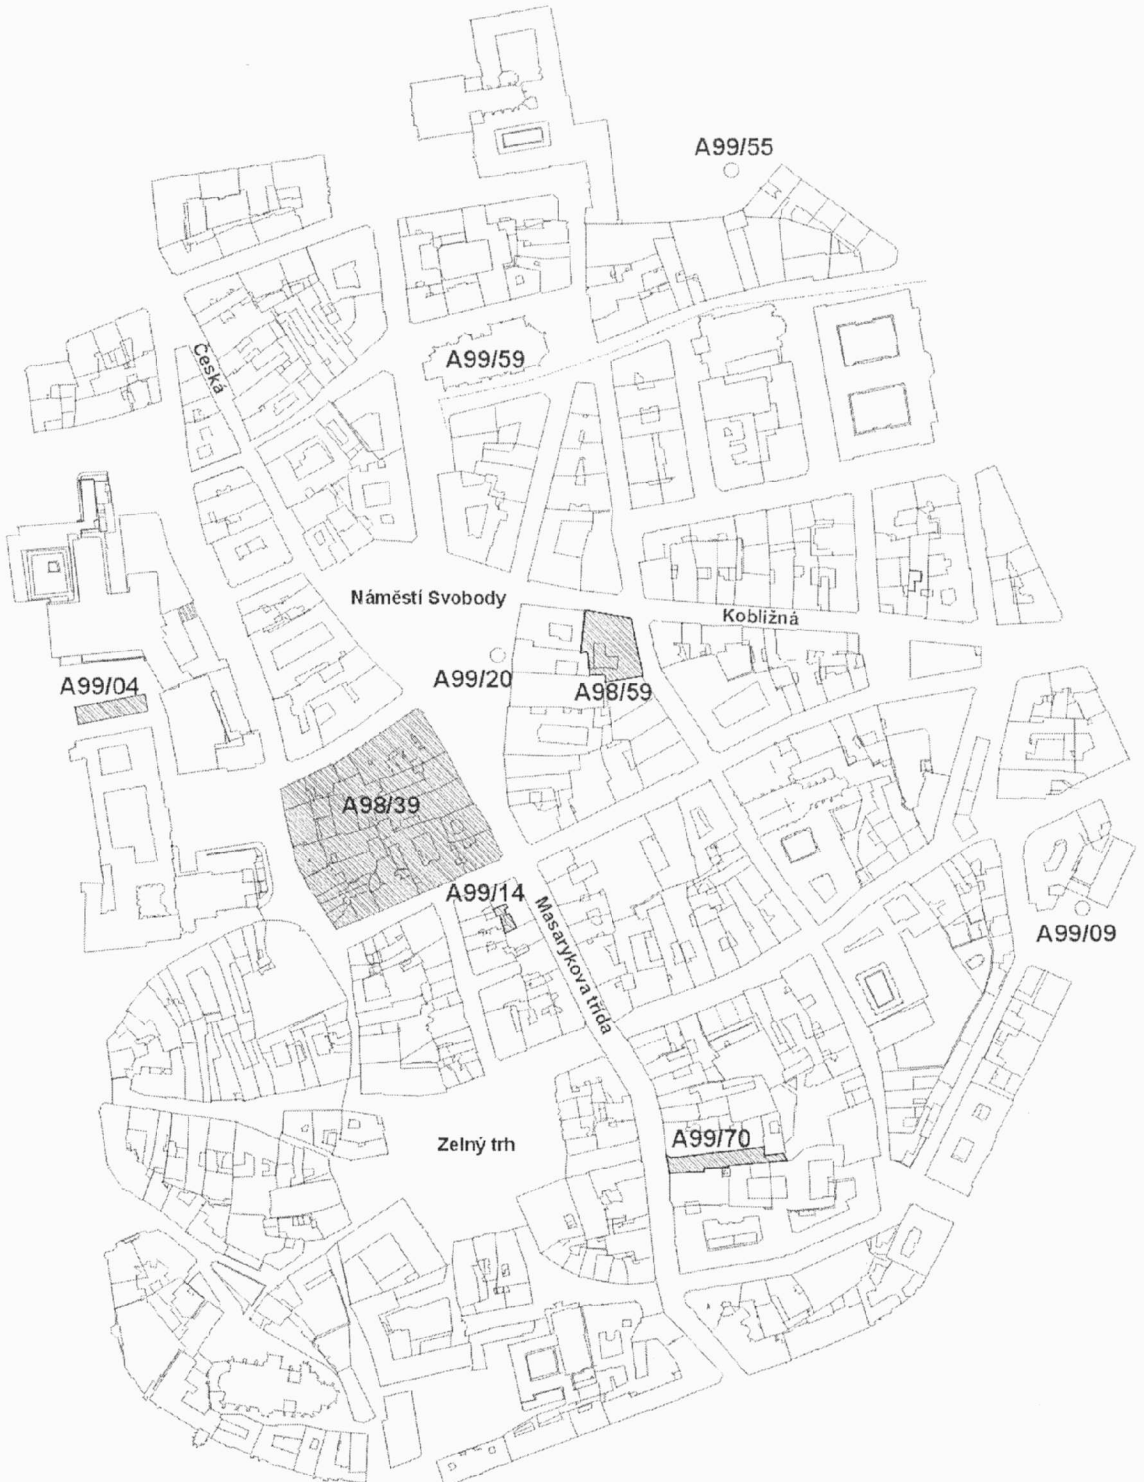 A99/55
A99/59
Česká
Náměstí Svobody
Kobližná
A99/20
A98/59
A99/04
A98/39
A99/14
Masarykova třída
A99/09
A99/70
Zelný trh